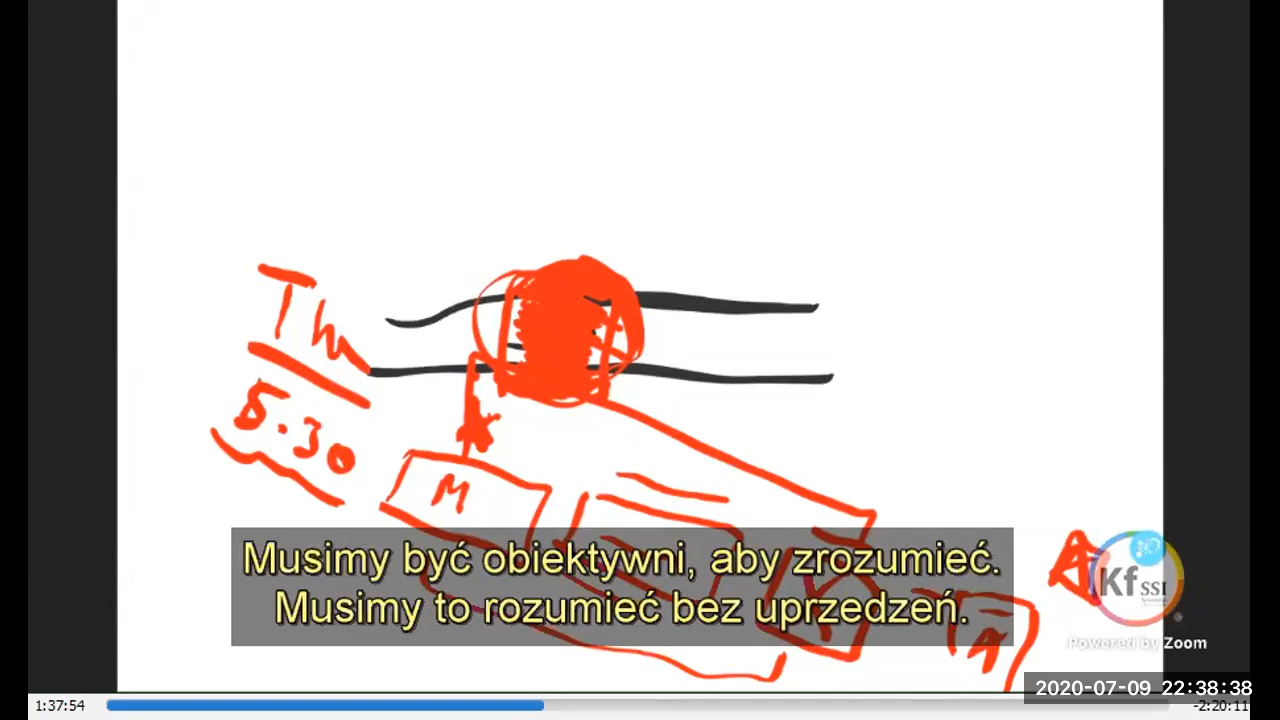 Th
5.30
M
Musimy być obiektywni, aby zrozumieć.
Musimy to rozumieć bez uprzedzeń.
Kf SSI
Powered by Zoom
2020-07-09 22:38:38
1:37:54
-2:20:11